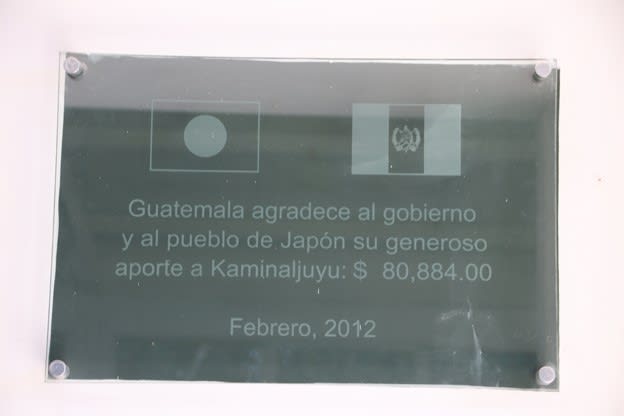 Guatemala agradece al gobierno
y al pueblo de Japón su generoso
aporte a Kaminaljuyu: $ 80,884.00
Febrero, 2012